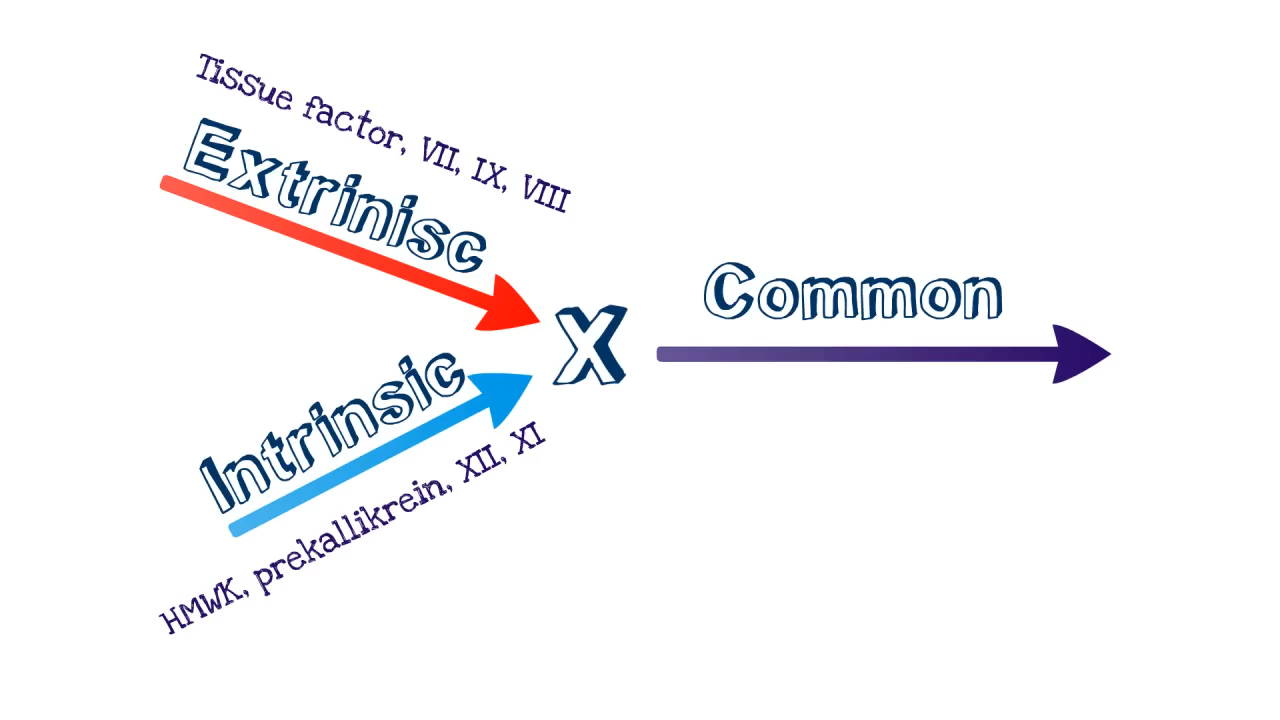 Tissue factor, VII, IX, VIII
Extrinisc
X
Common
Intrinsic
HMWK, prekallikrein, XII, XI